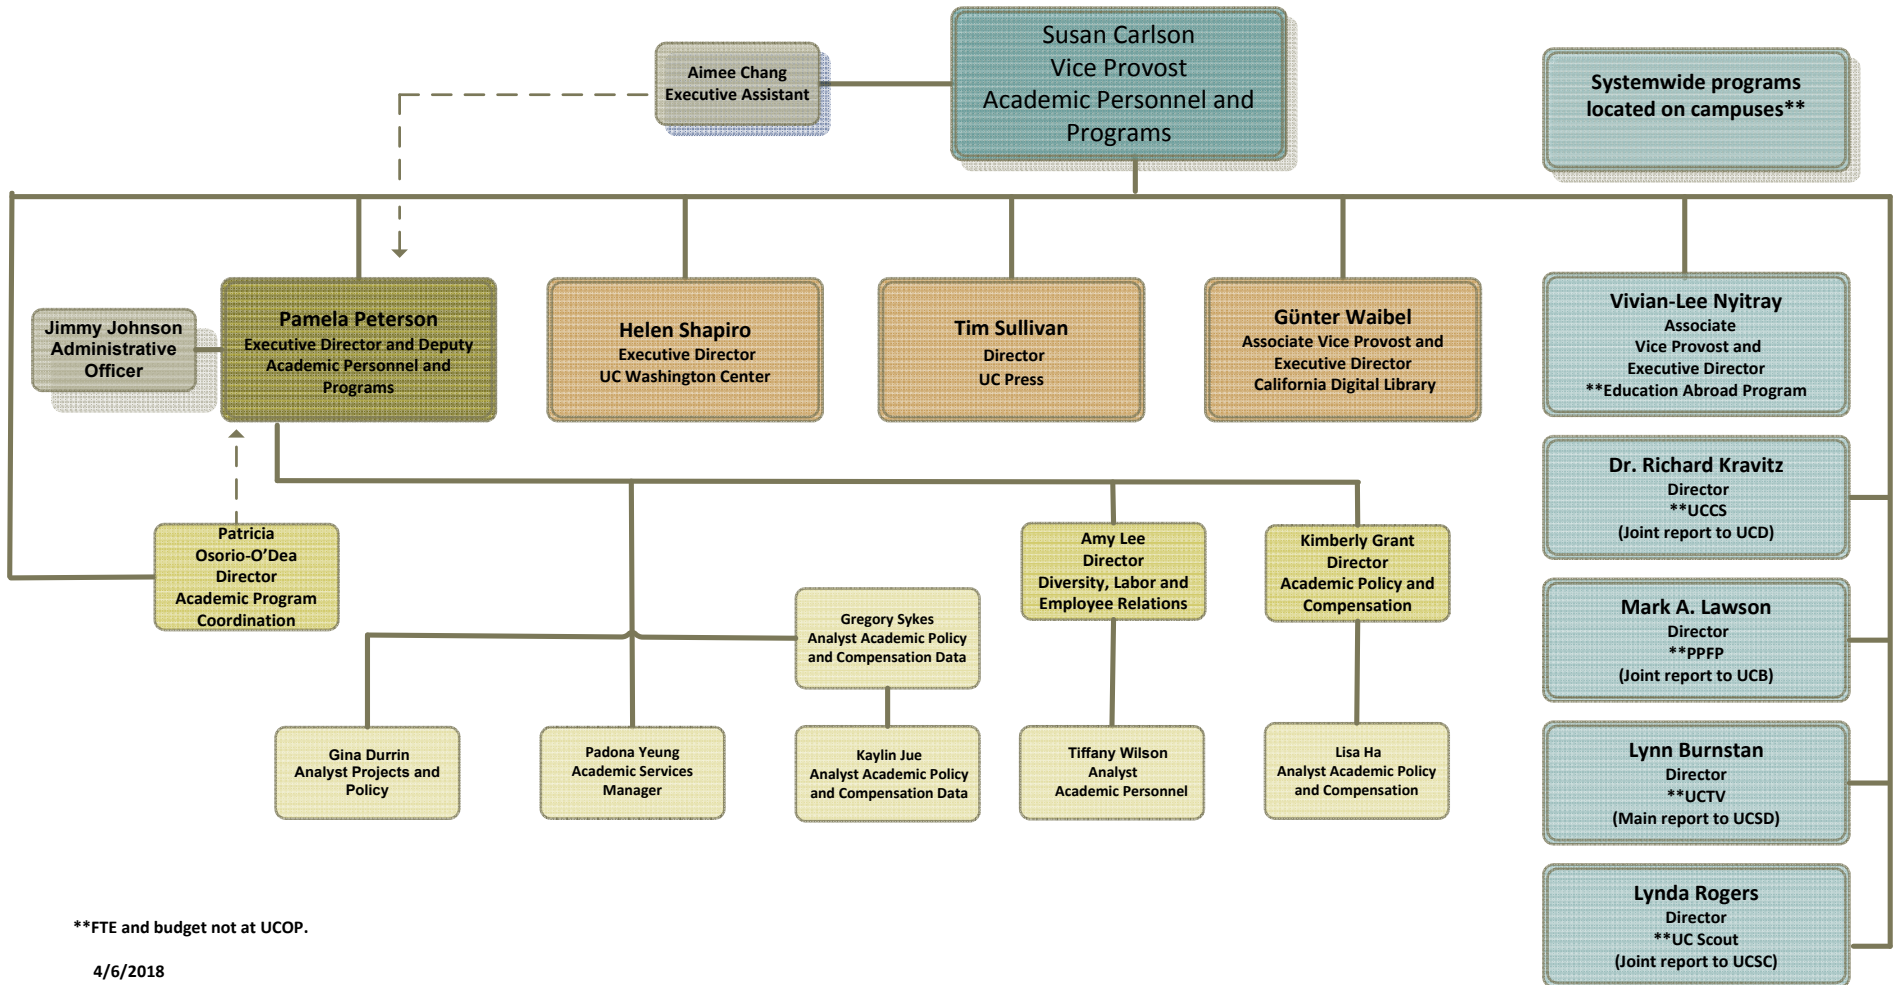 Susan Carlson
Vice Provost
Academic Personnel and
Programs
Aimee Chang
Executive Assistant
Systemwide programs
located on campuses**
Jimmy Johnson
Administrative
Officer
Pamela Peterson
Executive Director and Deputy
Academic Personnel and
Programs
Helen Shapiro
Executive Director
UC Washington Center
Tim Sullivan
Director
UC Press
Günter Waibel
Associate Vice Provost and
Executive Director
California Digital Library
Vivian-Lee Nyitray
Associate
Vice Provost and
Executive Director
**Education Abroad Program
Dr. Richard Kravitz
Director
**UCCS
(Joint report to UCD)
Patricia
Osorio-O’Dea
Director
Academic Program
Coordination
Amy Lee
Director
Diversity, Labor and
Employee Relations
Kimberly Grant
Director
Academic Policy and
Compensation
Mark A. Lawson
Director
**PPFP
(Joint report to UCB)
Gregory Sykes
Analyst Academic Policy
and Compensation Data
Gina Durrin
Analyst Projects and
Policy
Padona Yeung
Academic Services
Manager
Kaylin Jue
Analyst Academic Policy
and Compensation Data
Tiffany Wilson
Analyst
Academic Personnel
Lisa Ha
Analyst Academic Policy
and Compensation
Lynn Burnstan
Director
**UCTV
(Main report to UCSD)
Lynda Rogers
Director
**UC Scout
(Joint report to UCSC)
**FTE and budget not at UCOP.
4/6/2018